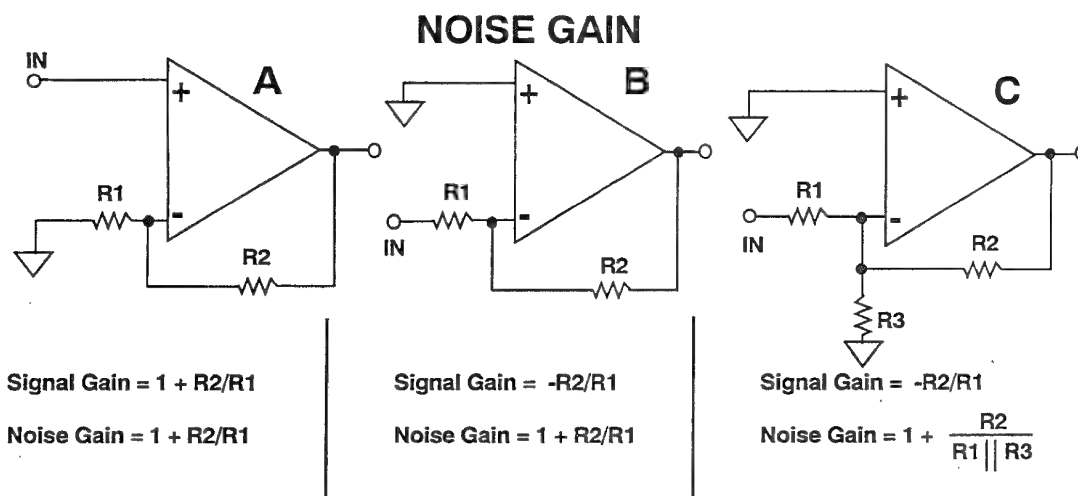 NOISE GAIN
IN
A
+
R1
-
R2
Signal Gain = 1 + R2/R1
Noise Gain = 1 + R2/R1
B
+
R1
-
IN
R2
Signal Gain = -R2/R1
Noise Gain = 1 + R2/R1
C
+
R1
-
IN
R2
R3
Signal Gain = -R2/R1
Noise Gain = 1 + R2
R1 || R3